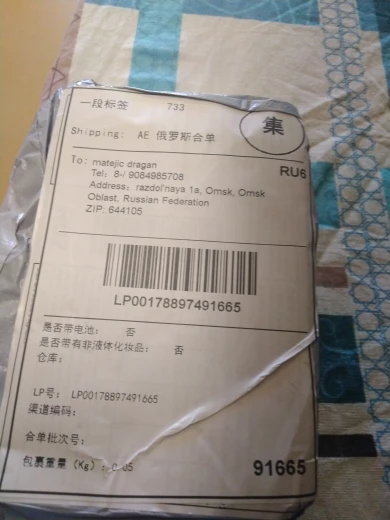 一段标签 733
集
Shipping: AE 俄罗斯合单
RU6
To: matejic dragan
Tel: 8-/ 9084985708
Address: razdol'naya 1a, Omsk, Omsk
Oblast, Russian Federation
ZIP: 644105
LP00178897491665
是否带电池: 否
是否带有非液体化妆品: 否
仓库:
LP号: LP00178897491665
渠道编码:
合单批次号:
包裹重量 (Kg): 0.05
91665